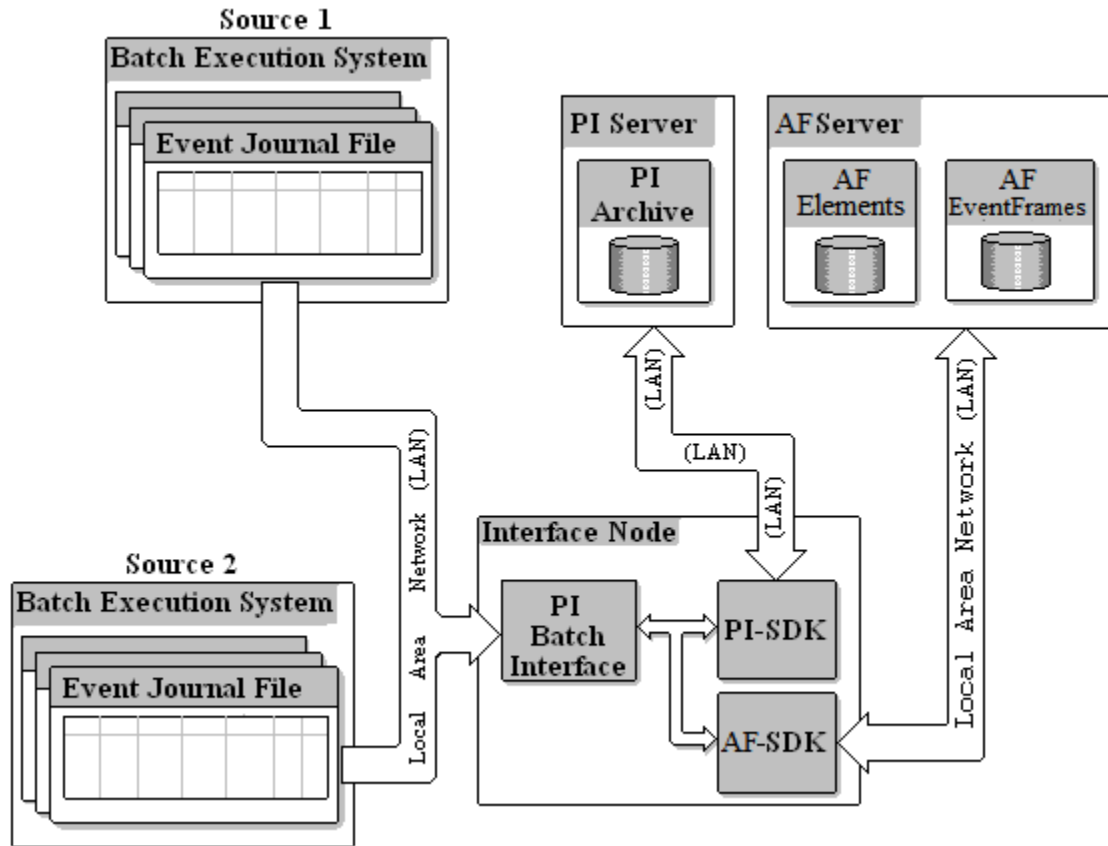 Source 1
Batch Execution System
Event Journal File
PI Server
PI
Archive
AF Server
AF
Elements
AF
EventFrames
(LAN)
(LAN)
(LAN)
Local Area Network (LAN)
Local Area Network (LAN)
Source 2
Batch Execution System
Event Journal File
Interface Node
PI
Batch
Interface
PI-SDK
AF-SDK